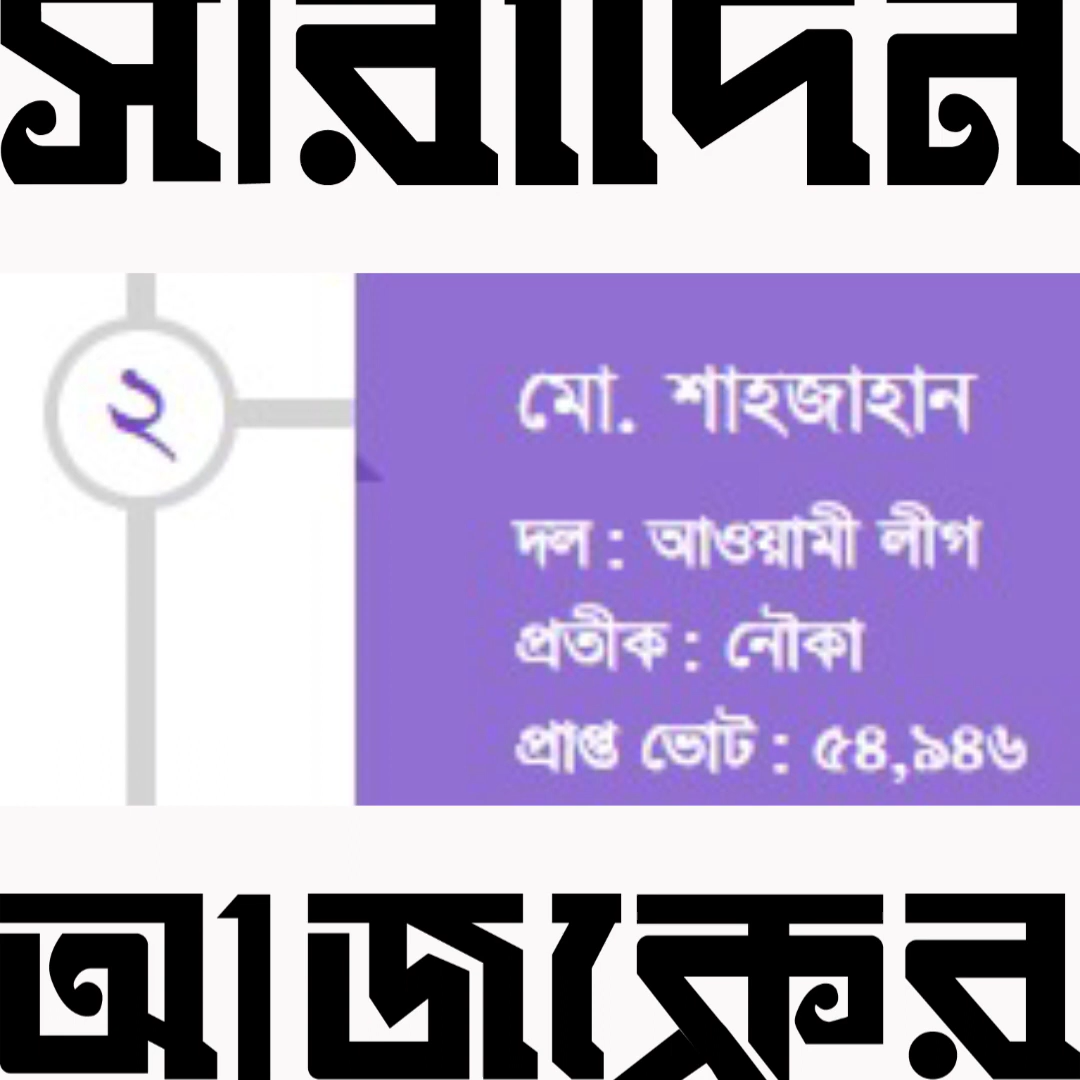 সারাদিন
২
মো. শাহজাহান
দল : আওয়ামী লীগ
প্রতীক : নৌকা
প্রাপ্ত ভোট : ৫৪,৯৪৬
আজকের